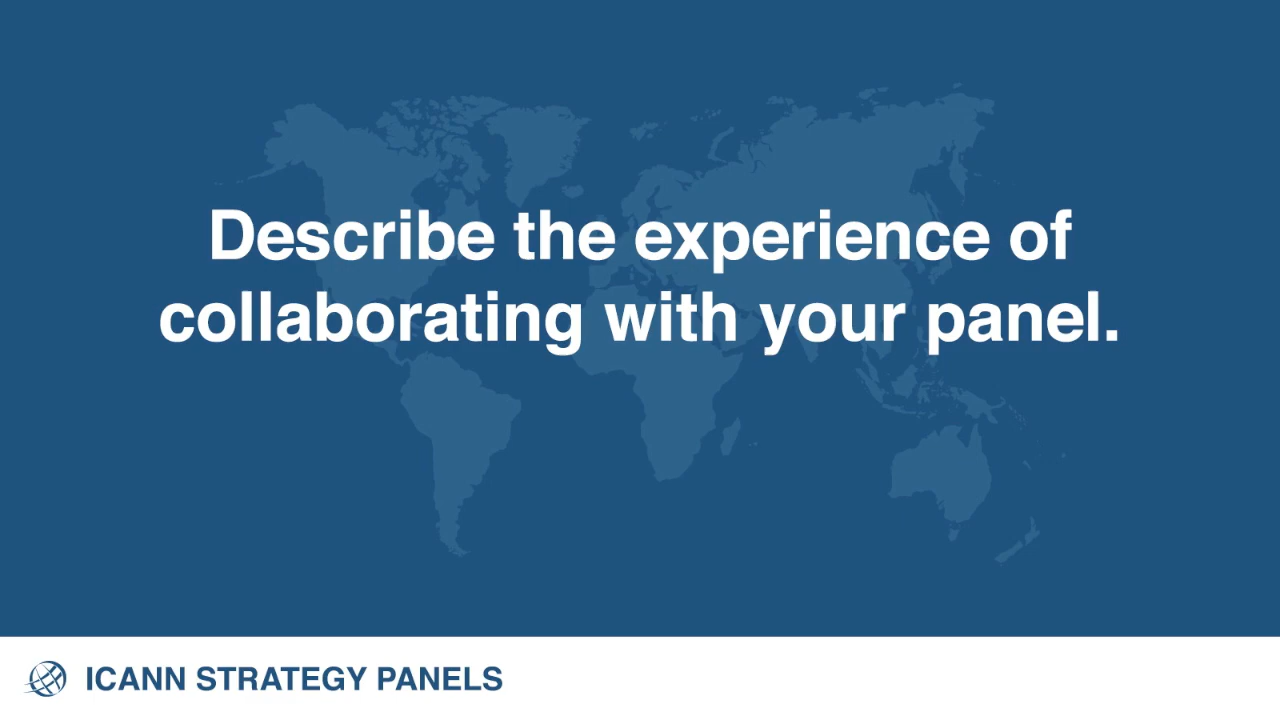 Describe the experience of
collaborating with your panel.
ICANN STRATEGY PANELS